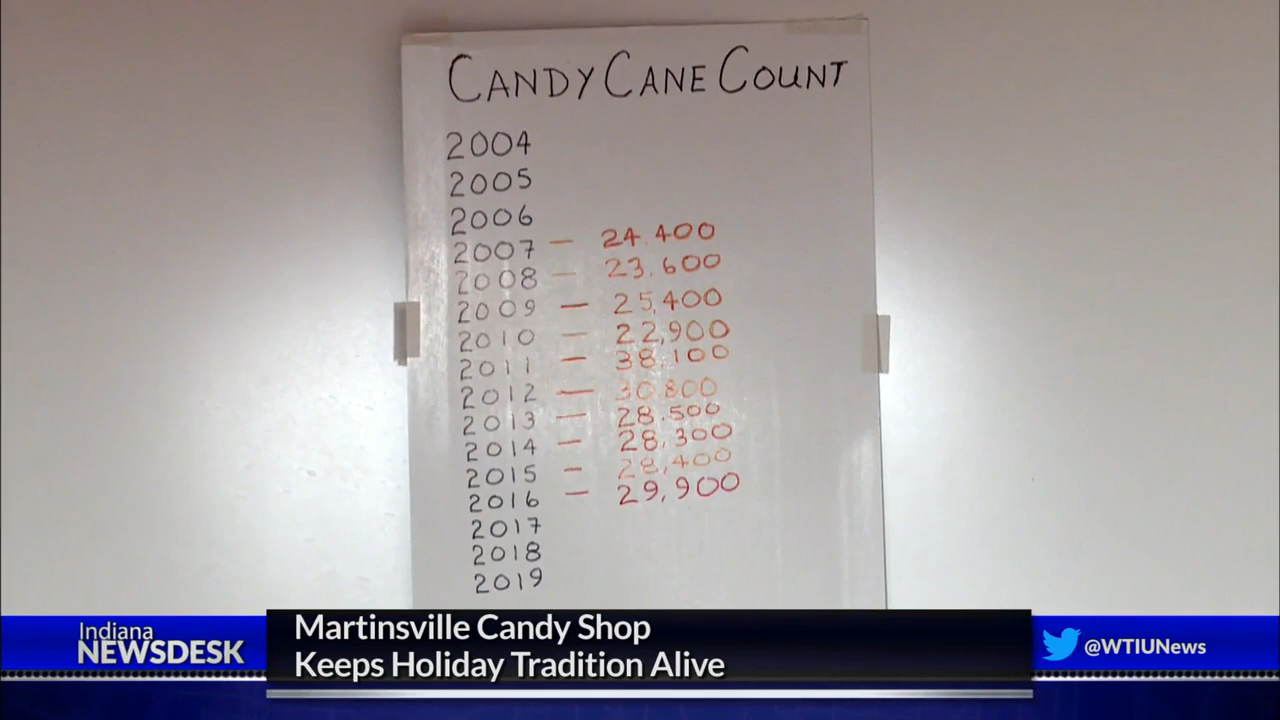 CANDY CANE COUNT
2004
2005
2006
2007 — 24,400
2008 — 23,600
2009 — 25,400
2010 — 22,900
2011 — 38,100
2012 — 30,800
2013 — 28,500
2014 — 28,300
2015 — 28,400
2016 — 29,900
2017
2018
2019
Indiana
NEWSDESK
Martinsville Candy Shop
Keeps Holiday Tradition Alive
@WTIUNews